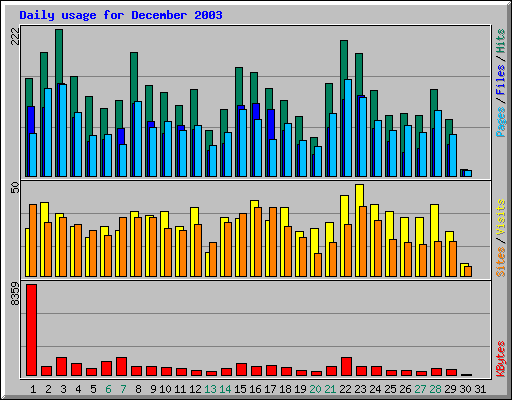 Daily usage for December 2003
222
Pages / Files / Hits
50
Sites / Visits
8359
KBytes
1 2 3 4 5 6 7 8 9 10 11 12 13 14 15 16 17 18 19 20 21 22 23 24 25 26 27 28 29 30 31